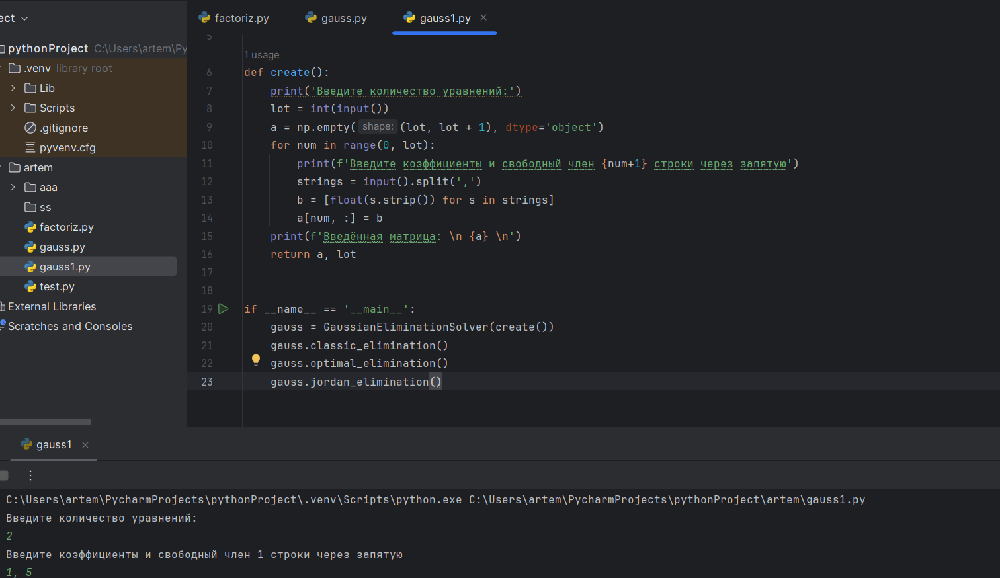 ect
factoriz.py gauss.py gauss1.py
pythonProject C:\Users\artem\Py
.venv library root
Lib
Scripts
.gitignore
pyvenv.cfg
artem
aaa
ss
factoriz.py
gauss.py
gauss1.py
test.py
External Libraries
Scratches and Consoles
5
1 usage
6 def create():
7 print('Введите количество уравнений:')
8 lot = int(input())
9 a = np.empty( shape: (lot, lot + 1), dtype='object')
10 for num in range(0, lot):
11 print(f'Введите коэффициенты и свободный член {num+1} строки через запятую')
12 strings = input().split(',')
13 b = [float(s.strip()) for s in strings]
14 a[num, :] = b
15 print(f'Введённая матрица: \n {a} \n')
16 return a, lot
17
18
19 if __name__ == '__main__':
20 gauss = GaussianEliminationSolver(create())
21 gauss.classic_elimination()
22 gauss.optimal_elimination()
23 gauss.jordan_elimination()
gauss1
C:\Users\artem\PycharmProjects\pythonProject\.venv\Scripts\python.exe C:\Users\artem\PycharmProjects\pythonProject\artem\gauss1.py
Введите количество уравнений:
2
Введите коэффициенты и свободный член 1 строки через запятую
1, 5